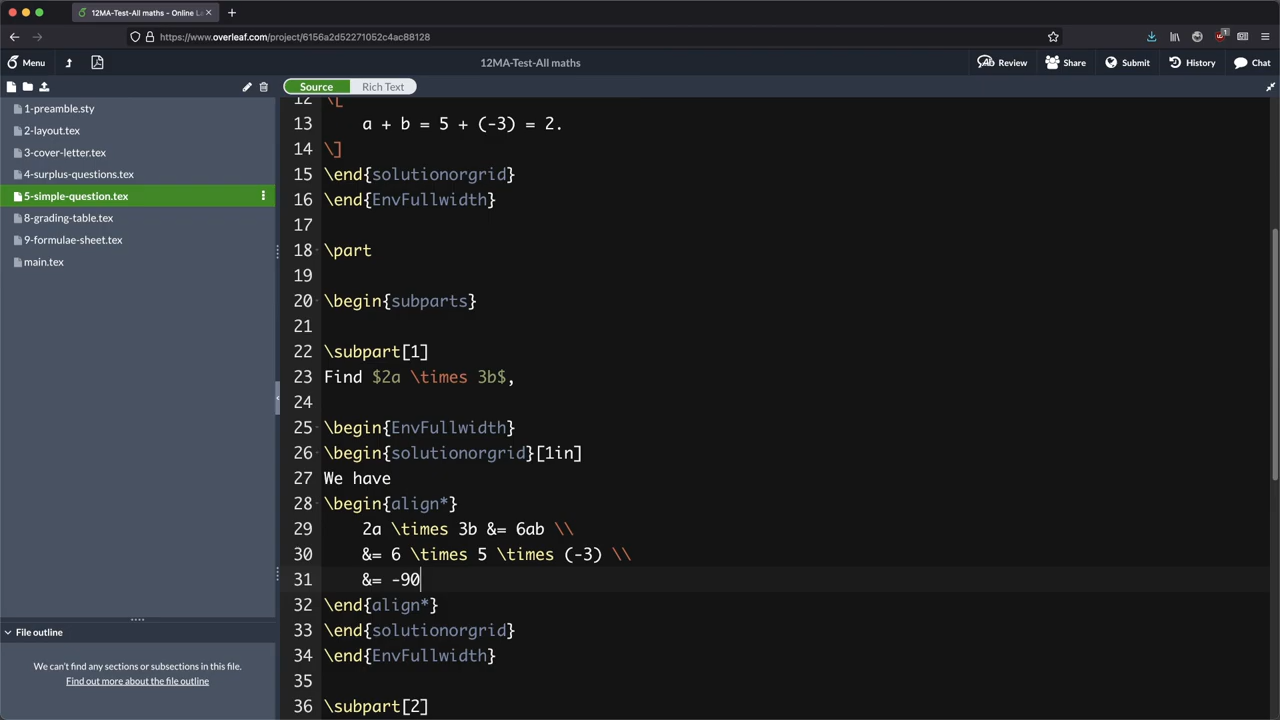 12MA-Test-All maths - Online La
https://www.overleaf.com/project/6156a2d52271052c4ac88128
Menu
12MA-Test-All maths
Review
Share
Submit
History
Chat
Source
Rich Text
1-preamble.sty
2-layout.tex
3-cover-letter.tex
4-surplus-questions.tex
5-simple-question.tex
8-grading-table.tex
9-formulae-sheet.tex
main.tex
File outline
We can't find any sections or subsections in this file.
Find out more about the file outline
12 \[
13 a + b = 5 + (-3) = 2.
14 \]
15 \end{solutionorgrid}
16 \end{EnvFullwidth}
17
18 \part
19
20 \begin{subparts}
21
22 \subpart[1]
23 Find $2a \times 3b$,
24
25 \begin{EnvFullwidth}
26 \begin{solutionorgrid}[1in]
27 We have
28 \begin{align*}
29 2a \times 3b &= 6ab \\
30 &= 6 \times 5 \times (-3) \\
31 &= -90
32 \end{align*}
33 \end{solutionorgrid}
34 \end{EnvFullwidth}
35
36 \subpart[2]